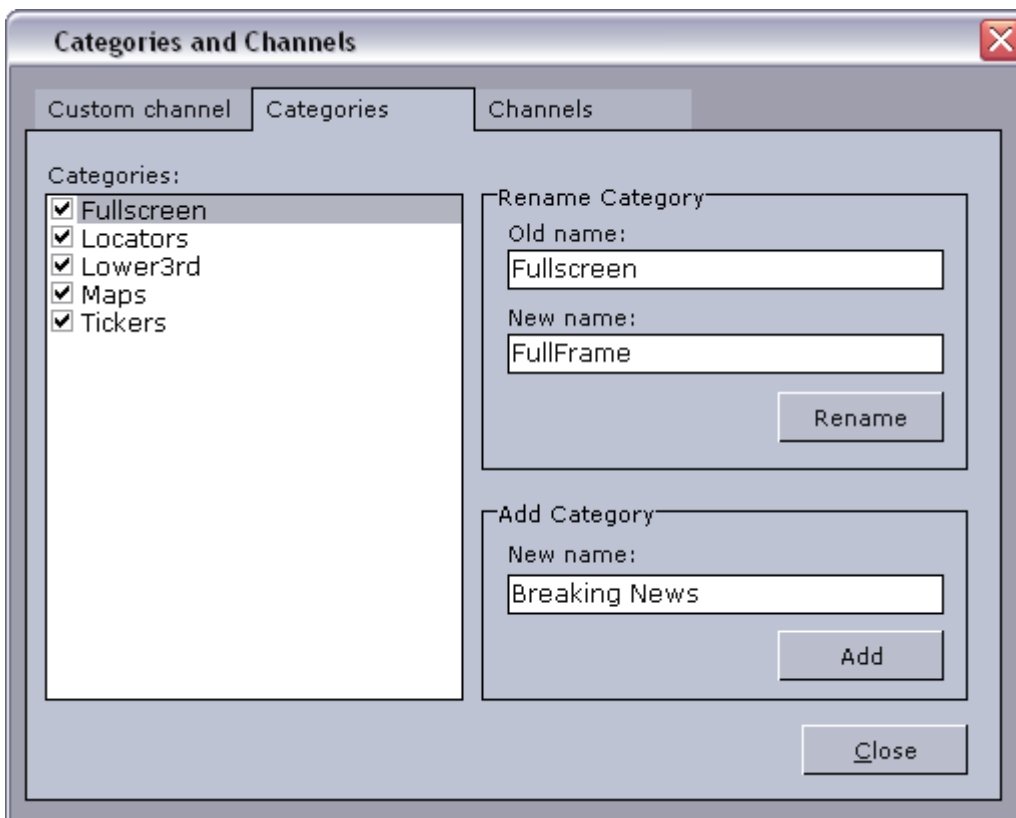 Categories and Channels
Custom channel Categories Channels
Categories:
Fullscreen
Locators
Lower3rd
Maps
Tickers
Rename Category
Old name:
Fullscreen
New name:
FullFrame
Rename
Add Category
New name:
Breaking News
Add
Close